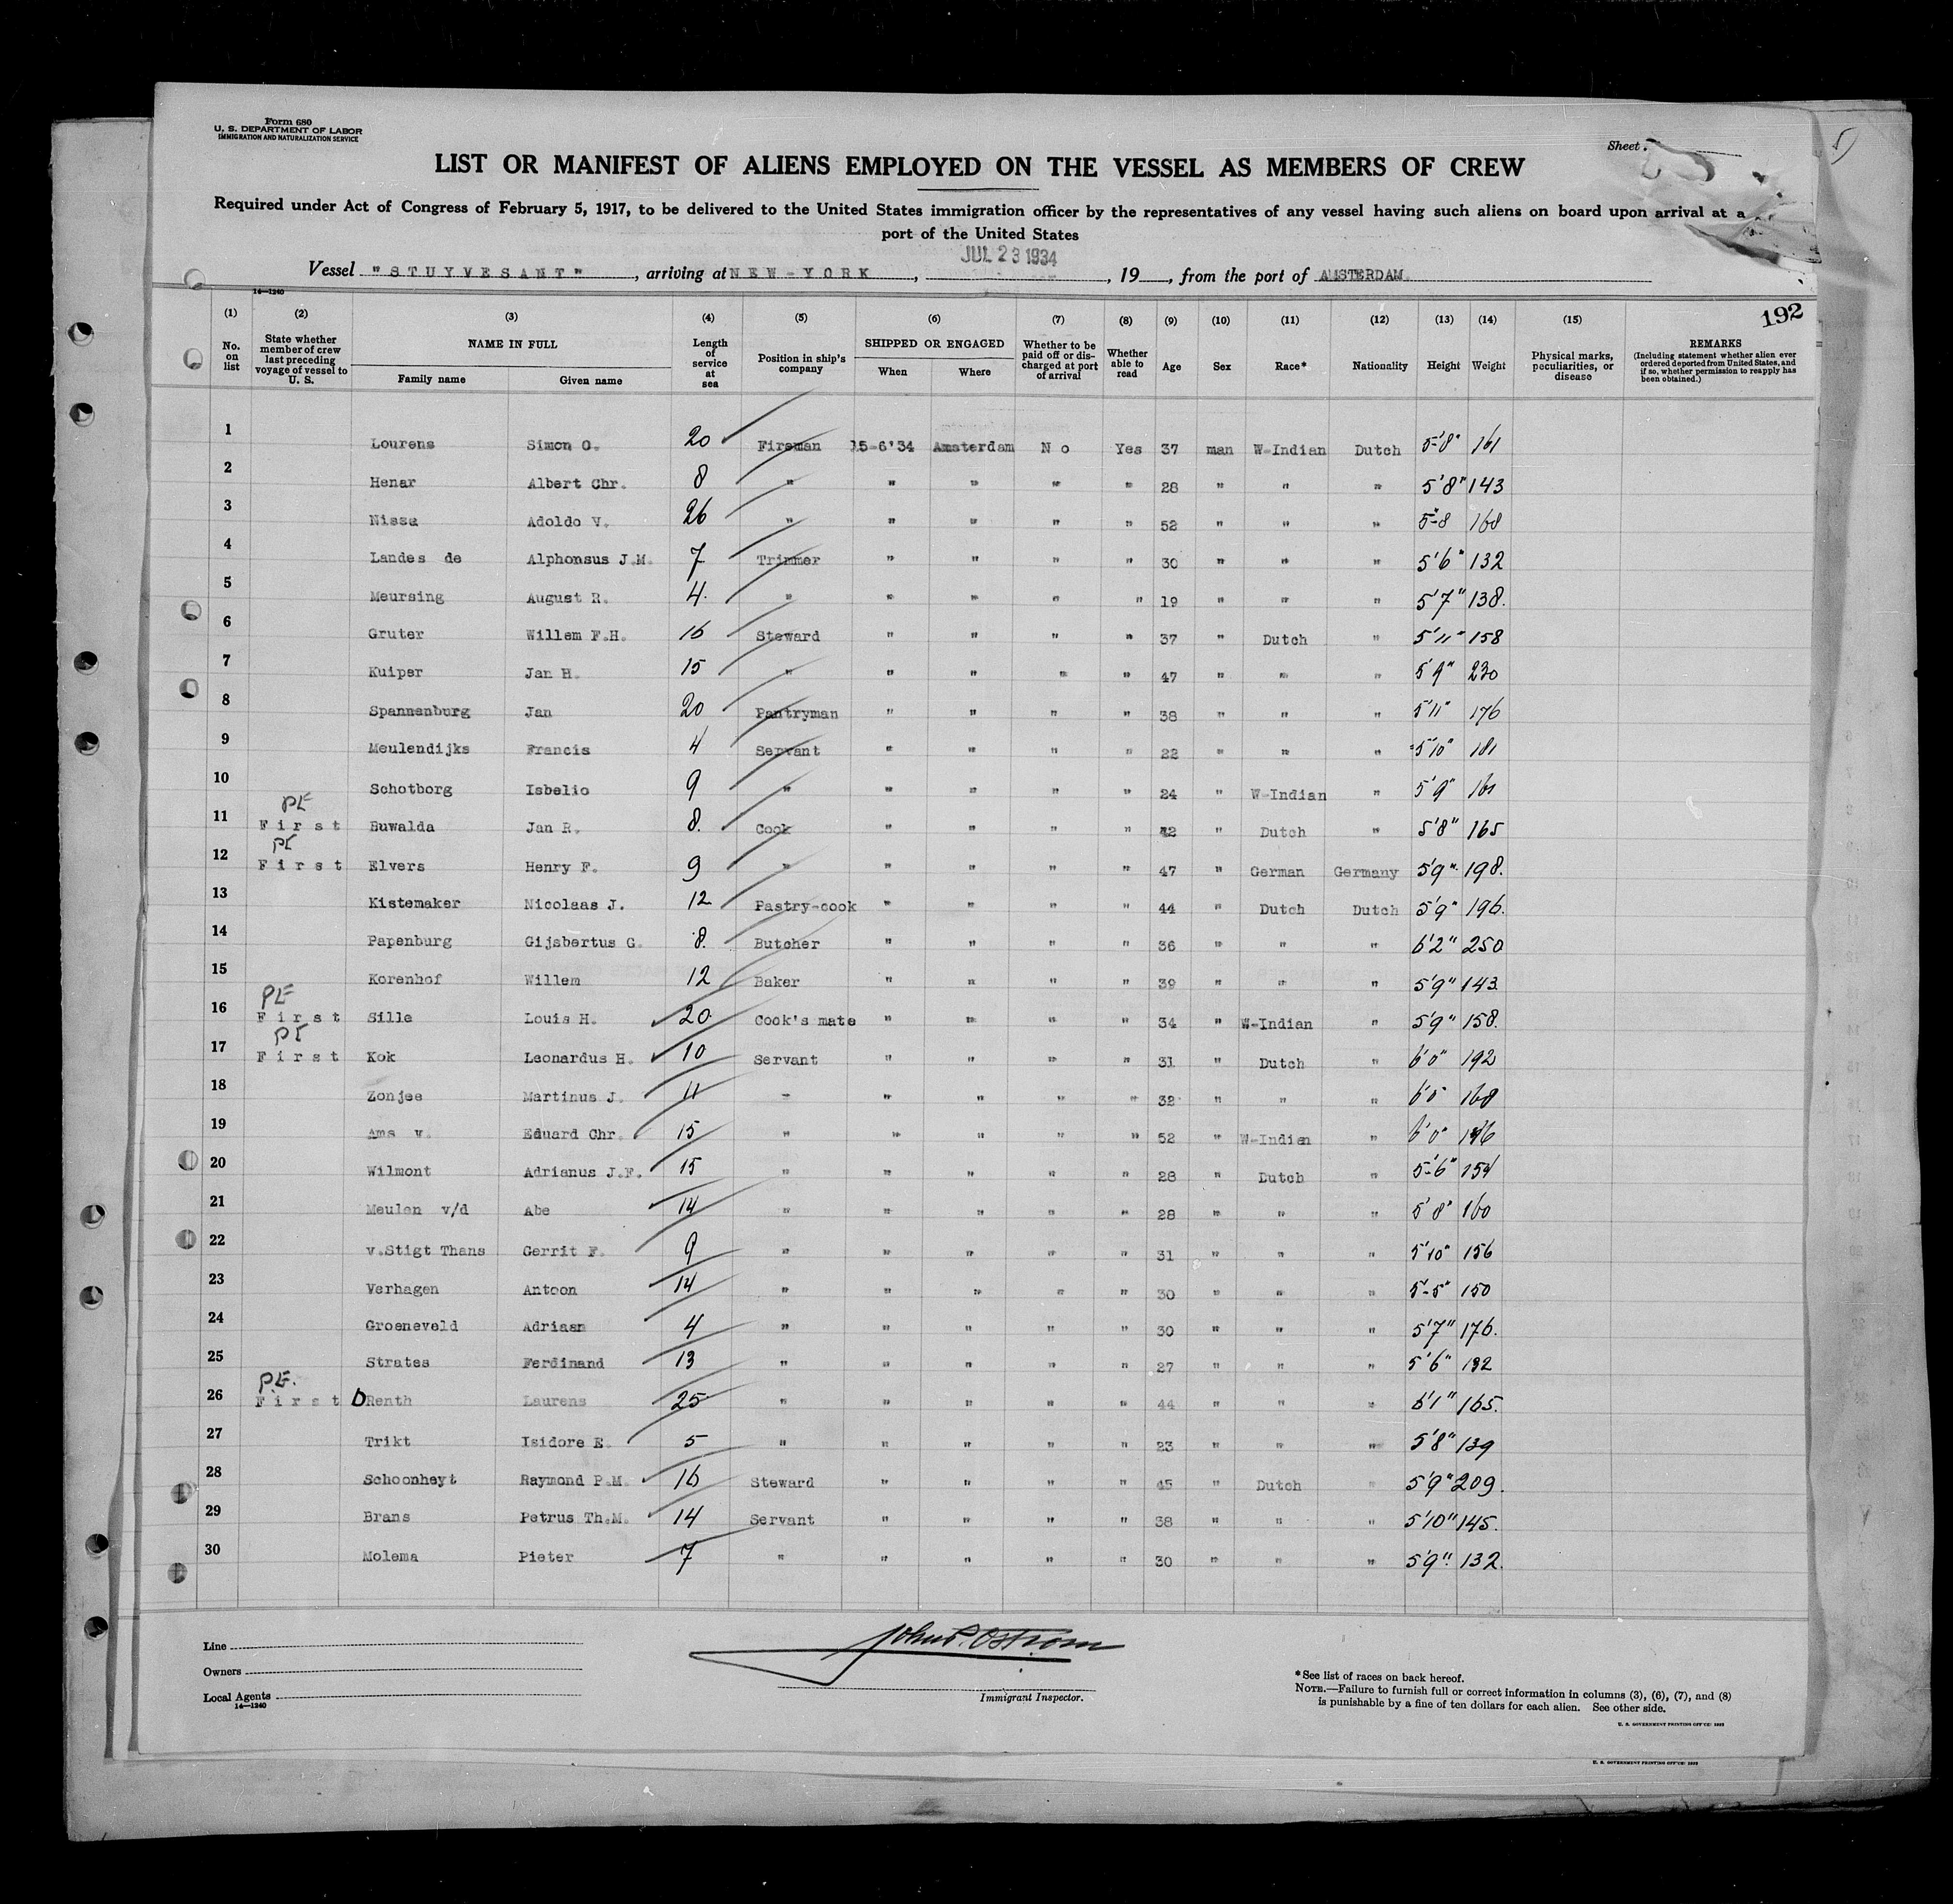 Form 680
U. S. DEPARTMENT OF LABOR
IMMIGRATION AND NATURALIZATION SERVICE
Sheet
5)
LIST OR MANIFEST OF ALIENS EMPLOYED ON THE VESSEL AS MEMBERS OF CREW
Required under Act of Congress of February 5, 1917, to be delivered to the United States immigration officer by the representatives of any vessel having such aliens on board upon arrival at a
port of the United States
JUL 23 1934
Vessel "STUYVESANT", arriving at NEW-YORK, , 19 , from the port of AMSTERDAM.
14—1240
192
(1) (2) (3) (4) (5) (6) (7) (8) (9) (10) (11) (12) (13) (14) (15)
No. on list State whether member of crew last preceding voyage of vessel to U. S. NAME IN FULL Family name Given name Length of service at sea Position in ship's company SHIPPED OR ENGAGED When Where Whether to be paid off or discharged at port of arrival Whether able to read Age Sex Race* Nationality Height Weight Physical marks, peculiarities, or disease REMARKS (Including statement whether alien ever ordered deported from United States, and if so, whether permission to reapply has been obtained.)
1 Lourens Simon G. 20 Fireman 15-6'34 Amsterdam No Yes 37 man W-Indian Dutch 5'8" 161
2 Henar Albert Chr. 8 " " " " " 28 " " " 5'8" 143
3 Nissa Adoldo V. 26 " " " " " 52 " " " 5'8 168
4 Landes de Alphonsus J.M. 7 Trimmer " " " " 30 " " " 5'6" 132
5 Meursing August R. 4. " " " " " 19 " " " 5'7" 138.
6 Gruter Willem F.H. 16 Steward " " " " 37 " Dutch " 5'11" 158
7 Kuiper Jan H. 15 " " " " " 47 " " " 5'9" 230
8 Spannenburg Jan 20 Pantryman " " " " 38 " " " 5'11" 176
9 Meulendijks Francis 4 Servant " " " " 22 " " " 5'10" 181
10 Schotborg Isbelio 9 " " " " " 24 " W-Indian " 5'9" 161
PE
11 First Buwalda Jan R. 8. Cook " " " " 42 " Dutch " 5'8" 165
PE
12 First Elvers Henry F. 9 " " " " " 47 " German Germany 5'9" 198.
13 Kistemaker Nicolaas J. 12 Pastry-cook " " " " 44 " Dutch Dutch 5'9" 196.
14 Papenburg Gijsbertus G. 8. Butcher " " " " 36 " " " 6'2" 250
15 Korenhof Willem 12 Baker " " " " 39 " " " 5'9" 143
PE
16 First Sille Louis H. 20. Cook's mate " " " " 34 " W-Indian " 5'9" 158.
PE
17 First Kok Leonardus H. 10 Servant " " " " 31 " Dutch " 6'0" 192
18 Zonjee Martinus J. 11 " " " " " 32 " " " 6'0" 168
19 Ams v. Eduard Chr. 15 " " " " " 52 " W-Indian " 6'0"
20 Wilmont Adrianus J.F. 15 " " " " " 28 " Dutch " 5'6" 154
21 Meulen v/d Abe 14 " " " " " 28 " " " 5'8" 160
22 v.Stigt Thans Gerrit F. 9 " " " " " 31 " " " 5'10" 156
23 Verhagen Antoon 14 " " " " " 30 " " " 5'5" 150
24 Groeneveld Adriaan 4 " " " " " 30 " " " 5'7" 176.
25 Strates Ferdinand 13 " " " " " 27 " " " 5'6" 132
PE.
26 First D Renth Laurens 25 " " " " " 44 " " " 6'1" 165.
27 Trikt Isidore E. 5 " " " " " 23 " " " 5'8" 139
28 Schoonheyt Raymond P.M. 16 Steward " " " " 45 " Dutch " 5'9" 209.
29 Brans Petrus Th.M. 14 Servant " " " " 38 " " " 5'10" 145.
30 Molema Pieter 7 " " " " " 30 " " " 5'9" 132.
Line
Owners
Local Agents
14—1240
John P. Ostrom
Immigrant Inspector.
*See list of races on back hereof.
NOTE.—Failure to furnish full or correct information in columns (3), (6), (7), and (8)
is punishable by a fine of ten dollars for each alien. See other side.
U. S. GOVERNMENT PRINTING OFFICE:
U. S. GOVERNMENT PRINTING OFFICE: